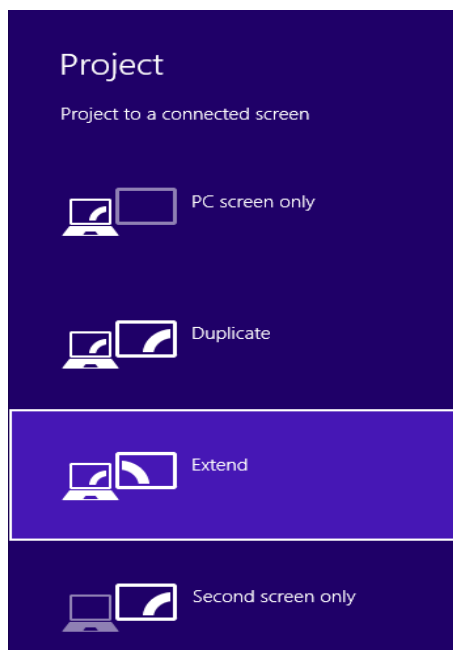 Project
Project to a connected screen
PC screen only
Duplicate
Extend
Second screen only